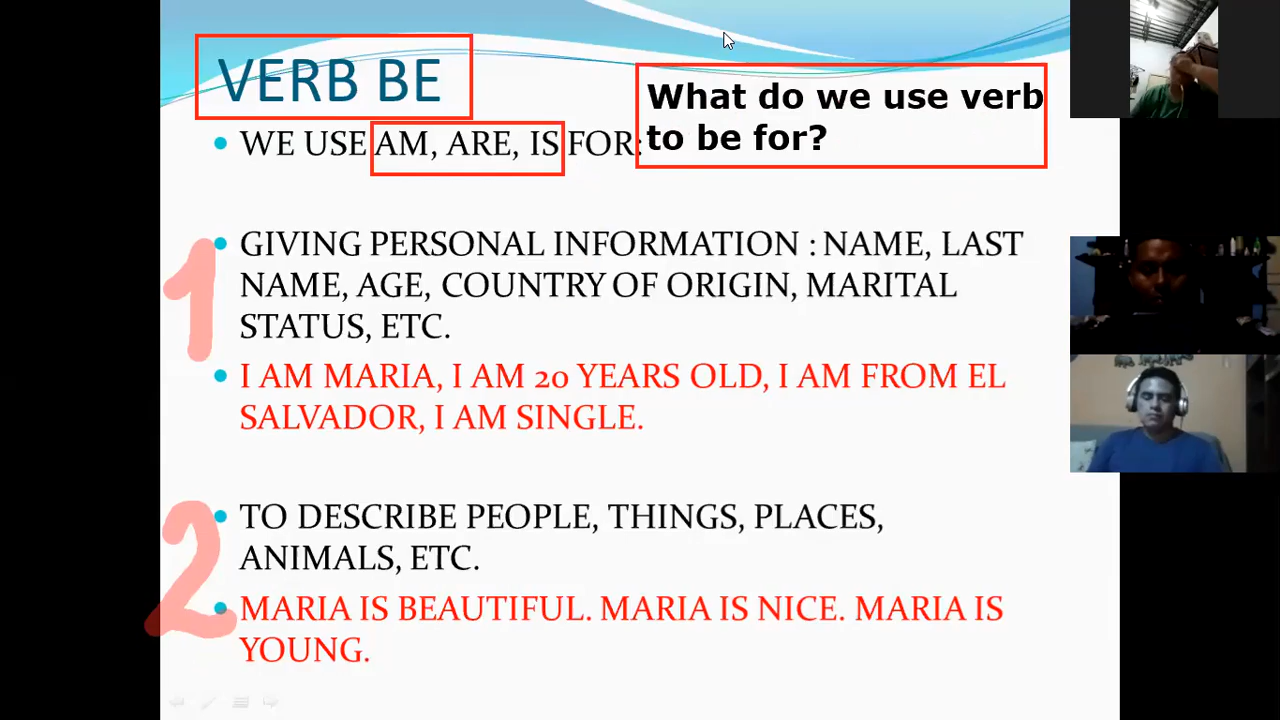 VERB BE
What do we use verb
to be for?
WE USE AM, ARE, IS FOR:
1
GIVING PERSONAL INFORMATION : NAME, LAST
NAME, AGE, COUNTRY OF ORIGIN, MARITAL
STATUS, ETC.
I AM MARIA, I AM 20 YEARS OLD, I AM FROM EL
SALVADOR, I AM SINGLE.
2
TO DESCRIBE PEOPLE, THINGS, PLACES,
ANIMALS, ETC.
MARIA IS BEAUTIFUL. MARIA IS NICE. MARIA IS
YOUNG.